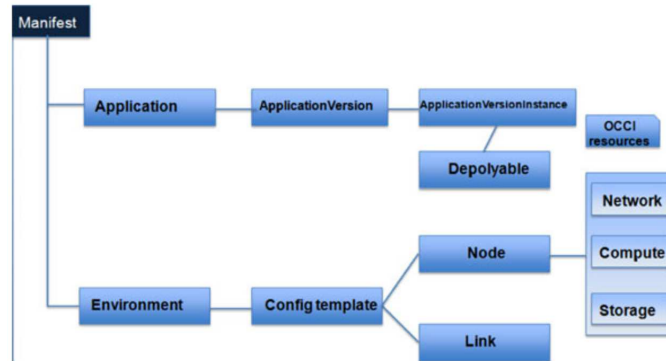 Manifest
Application
ApplicationVersion
ApplicationVersionInstance
OCCI
resources
Depolyable
Network
Node
Compute
Environment
Config template
Storage
Link